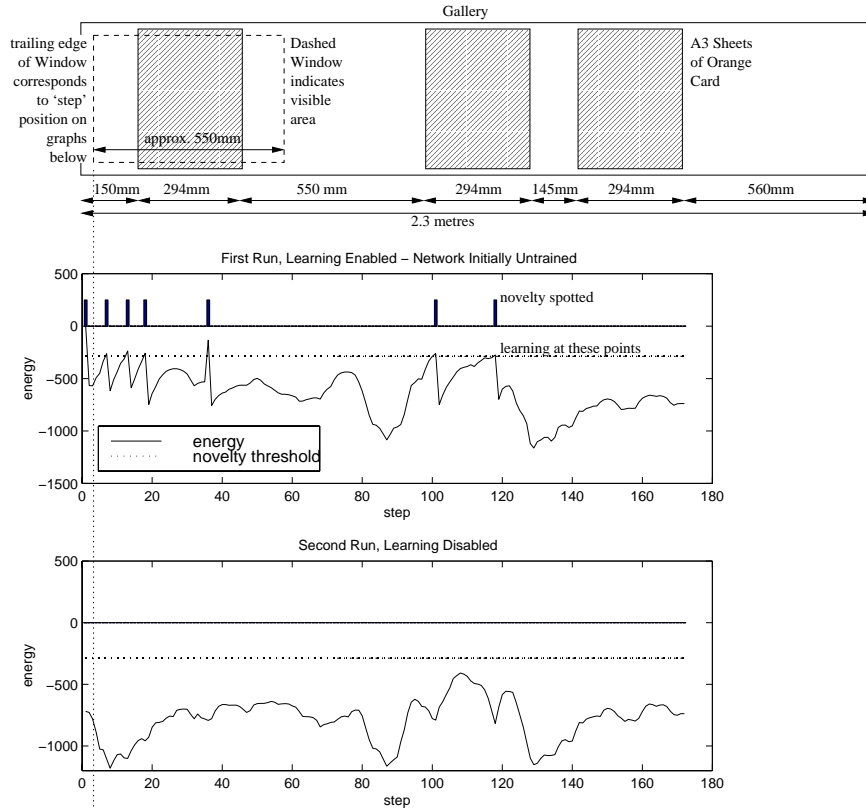 Gallery
trailing edge
of Window
corresponds
to ‘step’
position on
graphs
below
Dashed
Window
indicates
visible
area
approx. 550mm
A3 Sheets
of Orange
Card
150mm 294mm 550 mm 294mm 145mm 294mm 560mm
2.3 metres
First Run, Learning Enabled – Network Initially Untrained
500
0
−500
−1000
−1500
energy
novelty spotted
learning at these points
energy
novelty threshold
0 20 40 60 80 100 120 140 160 180
step
Second Run, Learning Disabled
500
0
−500
−1000
energy
0 20 40 60 80 100 120 140 160 180
step